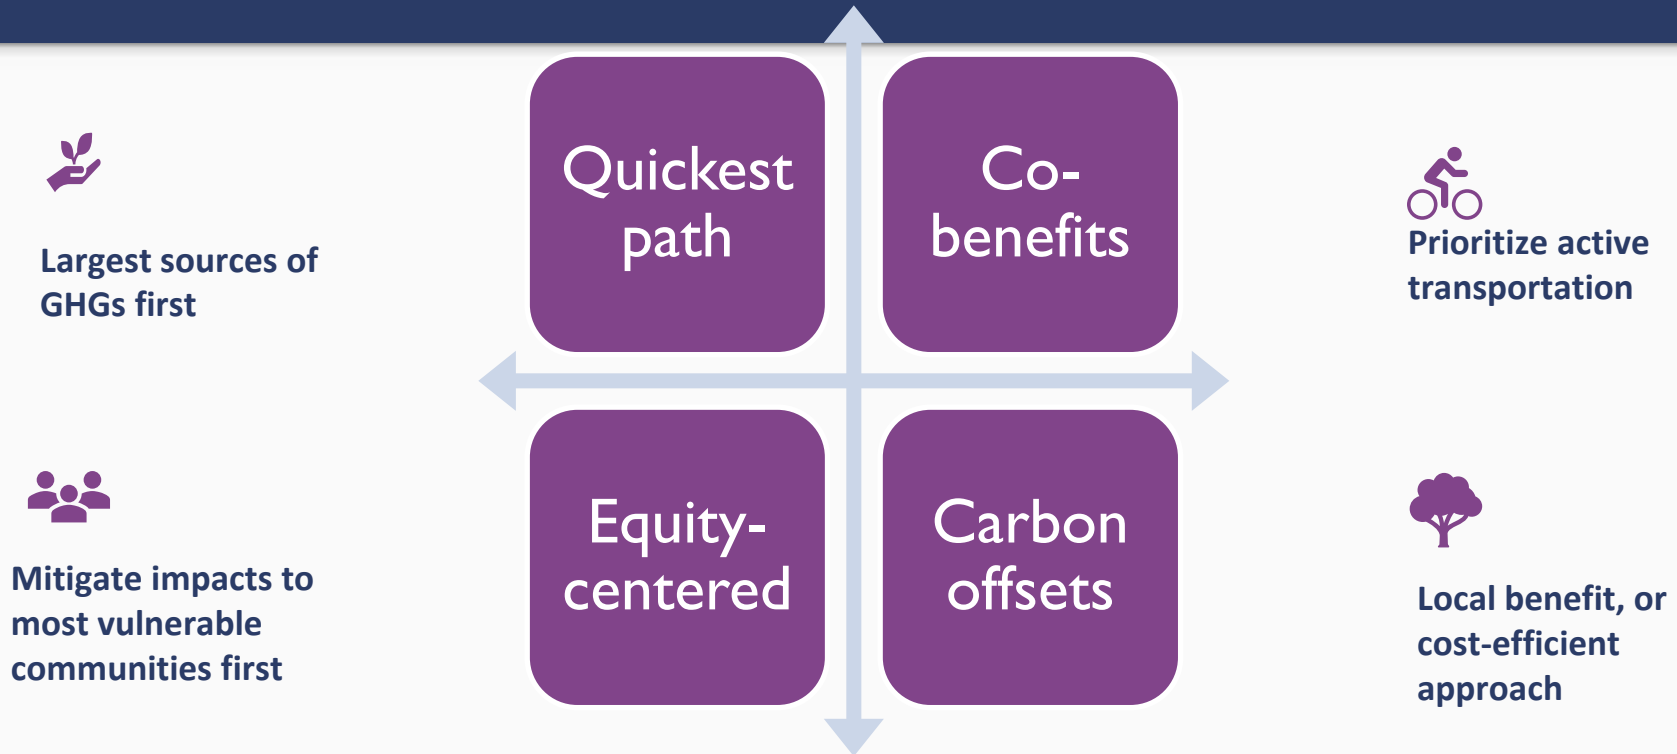 Quickest
path
Co-
benefits
Largest sources of
GHGs first
Prioritize active
transportation
Equity-
centered
Carbon
offsets
Mitigate impacts to
most vulnerable
communities first
Local benefit, or
cost-efficient
approach